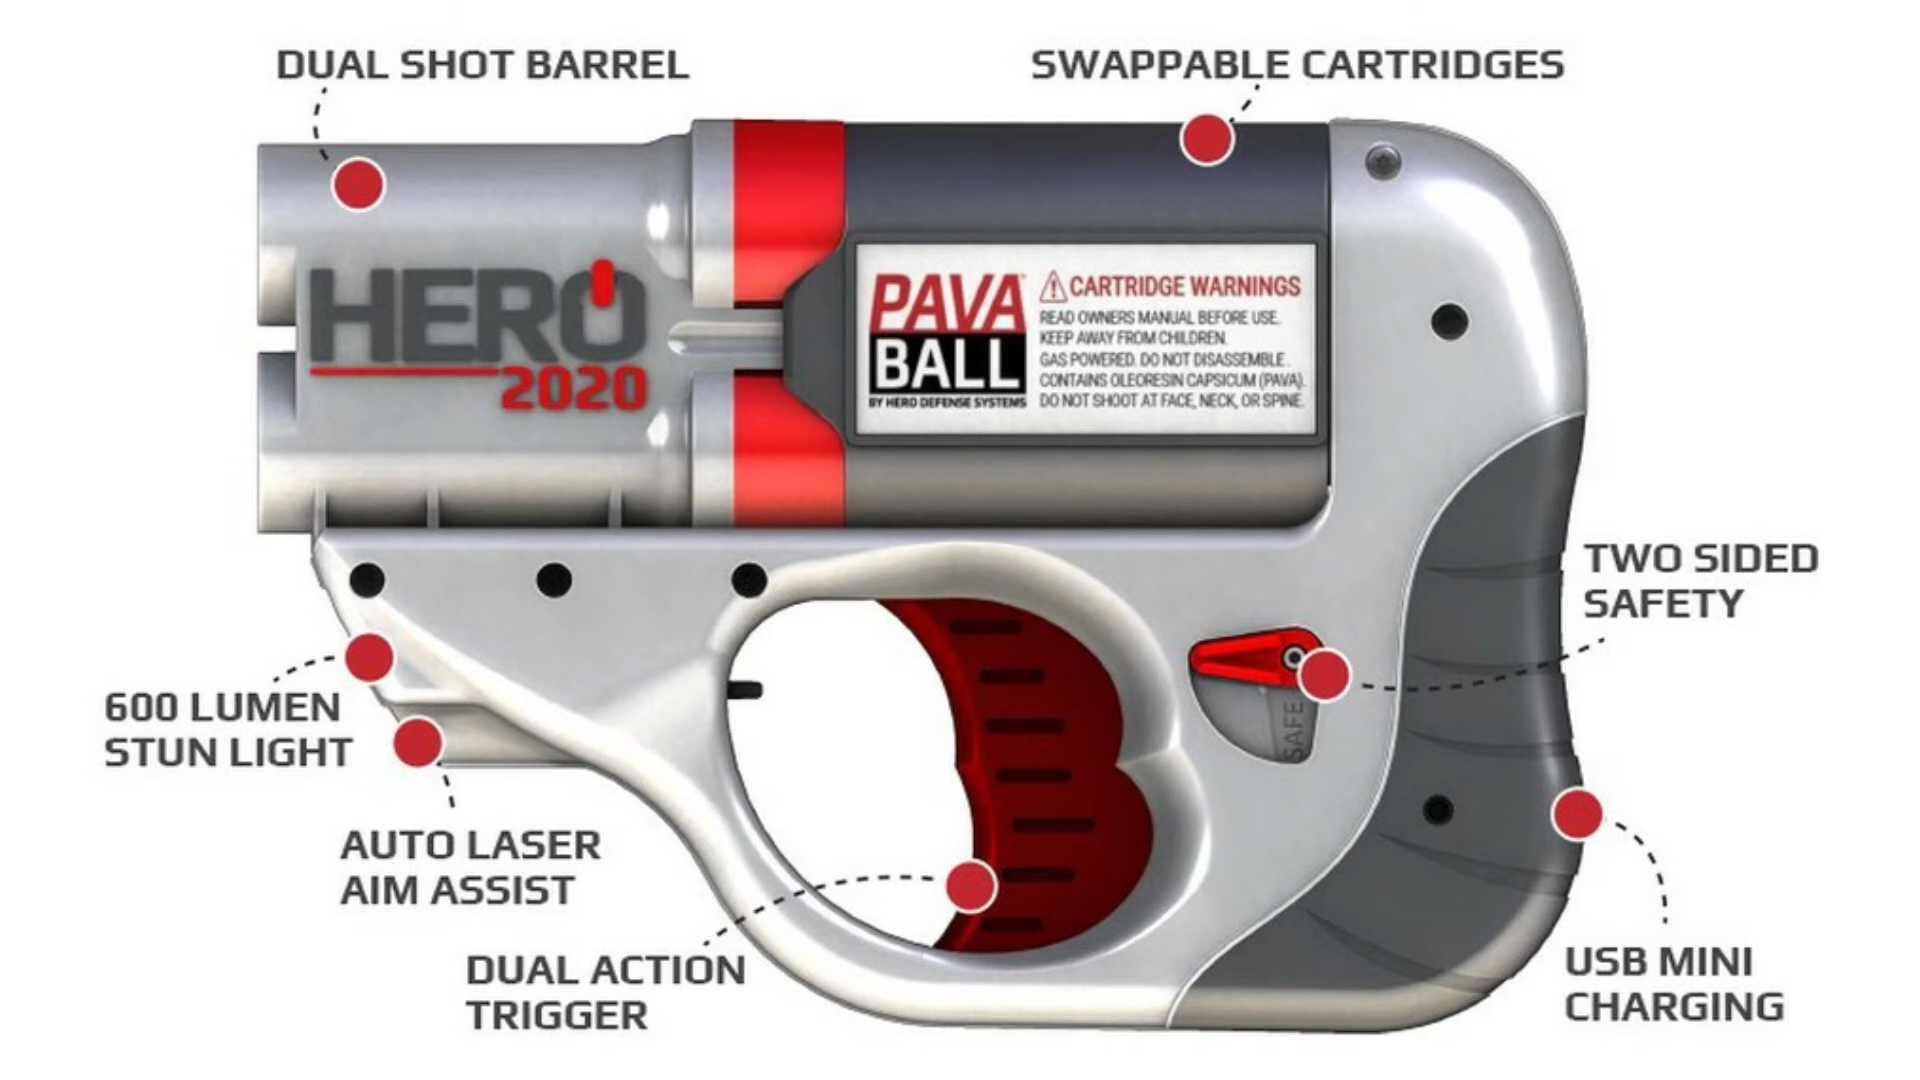 DUAL SHOT BARREL
SWAPPABLE CARTRIDGES
HERO
2020
PAVA
BALL
BY HERO DEFENSE SYSTEMS
CARTRIDGE WARNINGS
READ OWNERS MANUAL BEFORE USE.
KEEP AWAY FROM CHILDREN.
GAS POWERED. DO NOT DISASSEMBLE.
CONTAINS OLEORESIN CAPSICUM (PAVA).
DO NOT SHOOT AT FACE, NECK, OR SPINE.
TWO SIDED
SAFETY
SAFE
600 LUMEN
STUN LIGHT
AUTO LASER
AIM ASSIST
DUAL ACTION
TRIGGER
USB MINI
CHARGING